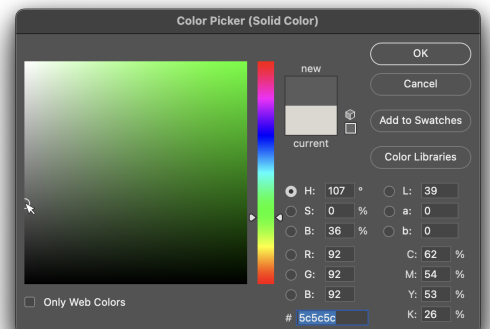 Color Picker (Solid Color)
new
current
OK
Cancel
Add to Swatches
Color Libraries
H: 107 °
S: 0 %
B: 36 %
R: 92
G: 92
B: 92
L: 39
a: 0
b: 0
C: 62 %
M: 54 %
Y: 53 %
K: 26 %
# 5c5c5c
Only Web Colors